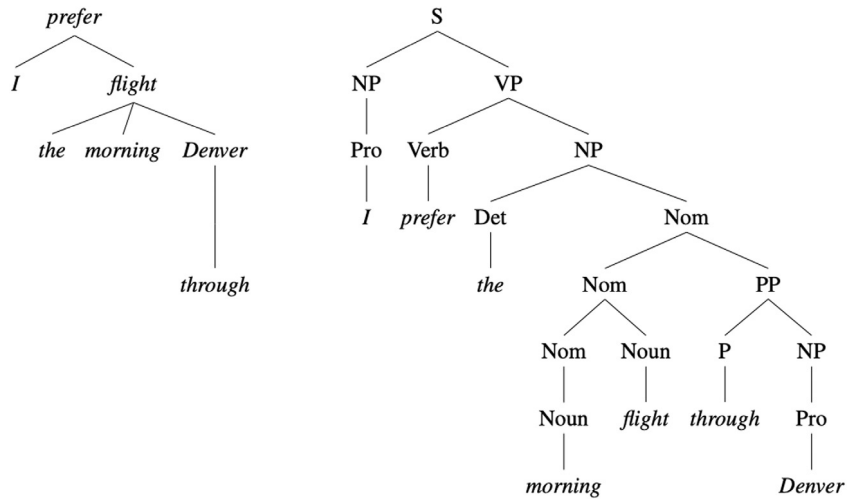 prefer S
I flight NP VP
the morning Denver Pro Verb NP
I prefer Det Nom
through the Nom PP
Nom Noun P NP
Noun flight through Pro
morning Denver